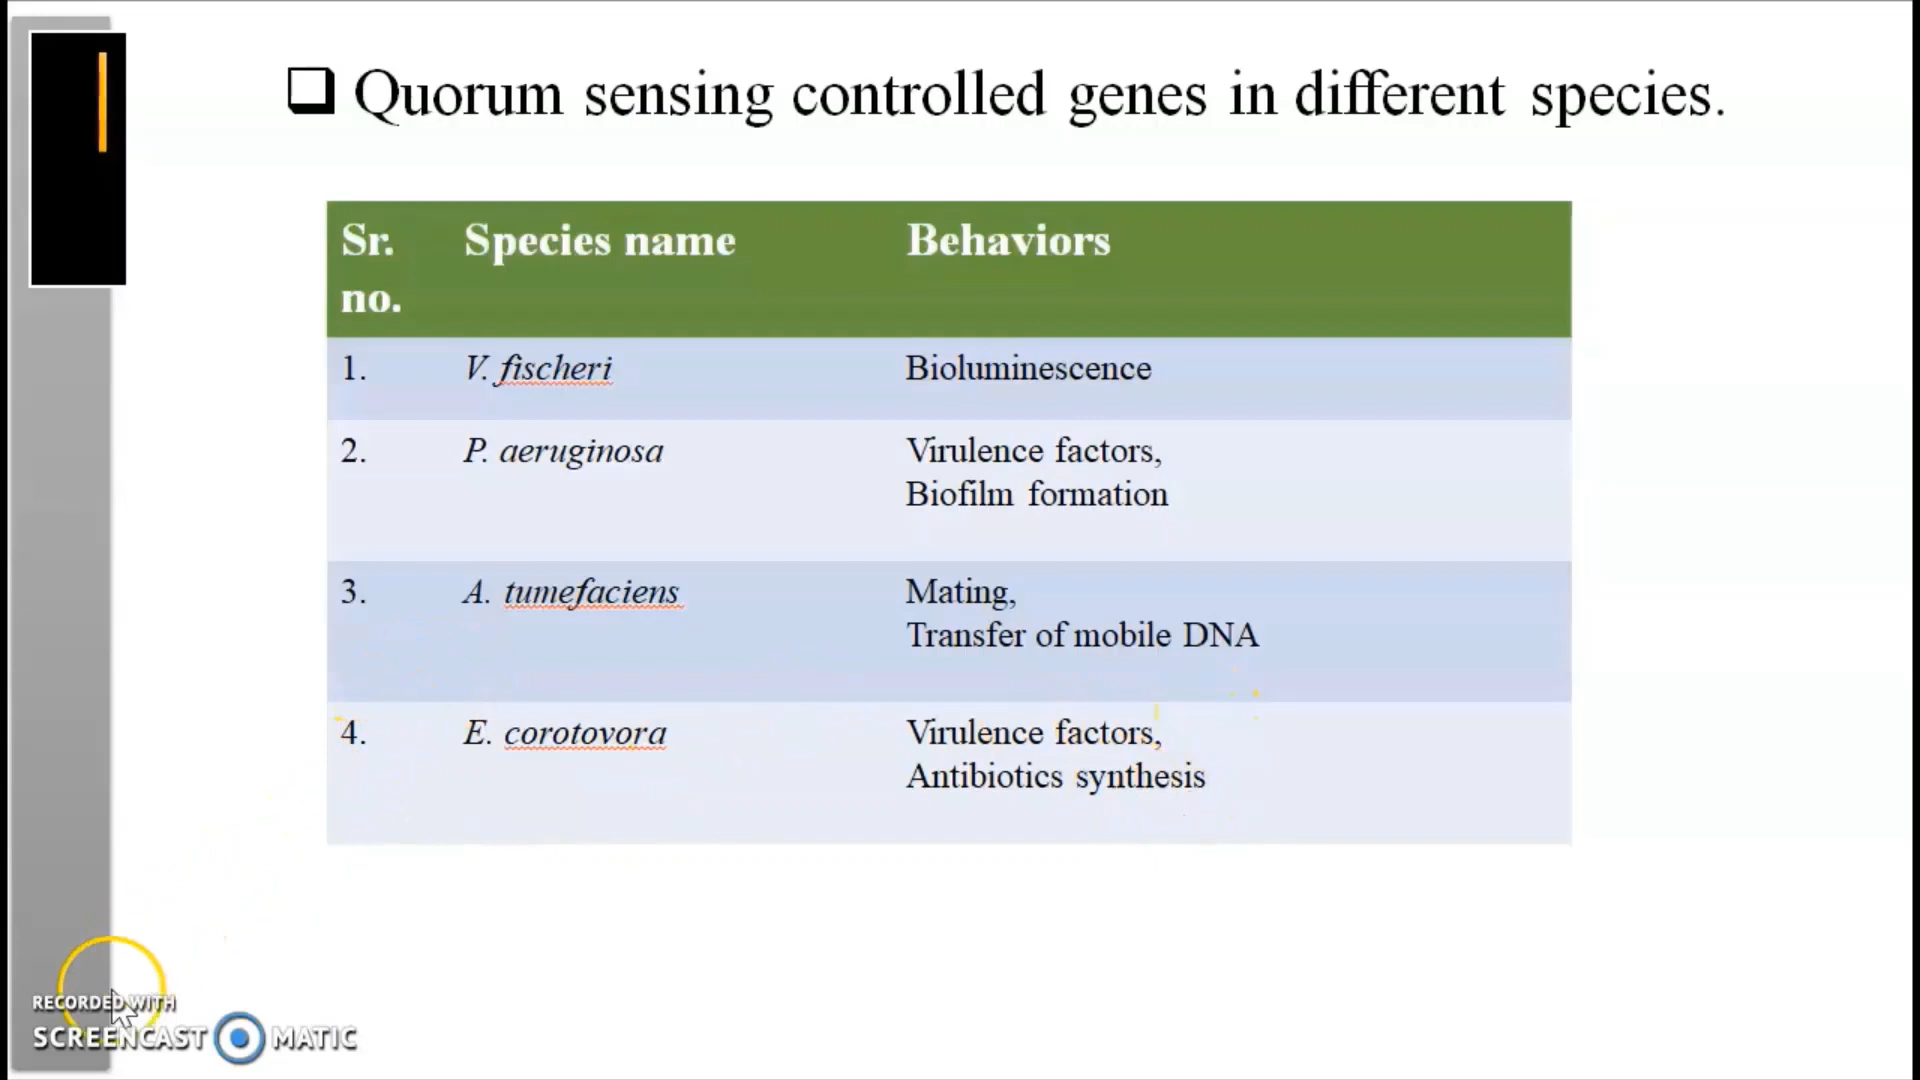 ❑ Quorum sensing controlled genes in different species.
Sr. no. Species name Behaviors
1. V. fischeri Bioluminescence
2. P. aeruginosa Virulence factors,
Biofilm formation
3. A. tumefaciens Mating,
Transfer of mobile DNA
4. E. corotovora Virulence factors,
Antibiotics synthesis
RECORDED WITH
SCREENCAST MATIC